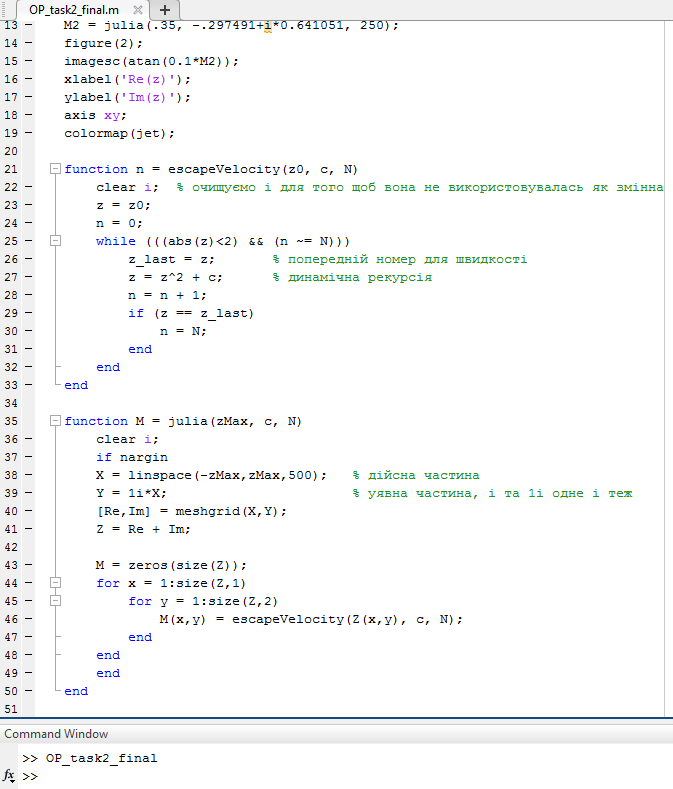 OP_task2_final.m × +
13 − M2 = julia(.35, -.297491+i*0.641051, 250);
14 − figure(2);
15 − imagesc(atan(0.1*M2));
16 − xlabel('Re(z)');
17 − ylabel('Im(z)');
18 − axis xy;
19 − colormap(jet);
20
21 function n = escapeVelocity(z0, c, N)
22 − clear i; % очищуємо і для того щоб вона не використовувалась як змінна
23 − z = z0;
24 − n = 0;
25 − while (((abs(z)<2) && (n ~= N)))
26 − z_last = z; % попередній номер для швидкості
27 − z = z^2 + c; % динамічна рекурсія
28 − n = n + 1;
29 − if (z == z_last)
30 − n = N;
31 − end
32 − end
33 − end
34
35 function M = julia(zMax, c, N)
36 − clear i;
37 − if nargin
38 − X = linspace(-zMax,zMax,500); % дійсна частина
39 − Y = 1i*X; % уявна частина, і та 1і одне і теж
40 − [Re,Im] = meshgrid(X,Y);
41 − Z = Re + Im;
42
43 − M = zeros(size(Z));
44 − for x = 1:size(Z,1)
45 − for y = 1:size(Z,2)
46 − M(x,y) = escapeVelocity(Z(x,y), c, N);
47 − end
48 − end
49 − end
50 − end
51
Command Window
>> OP_task2_final
fx >>